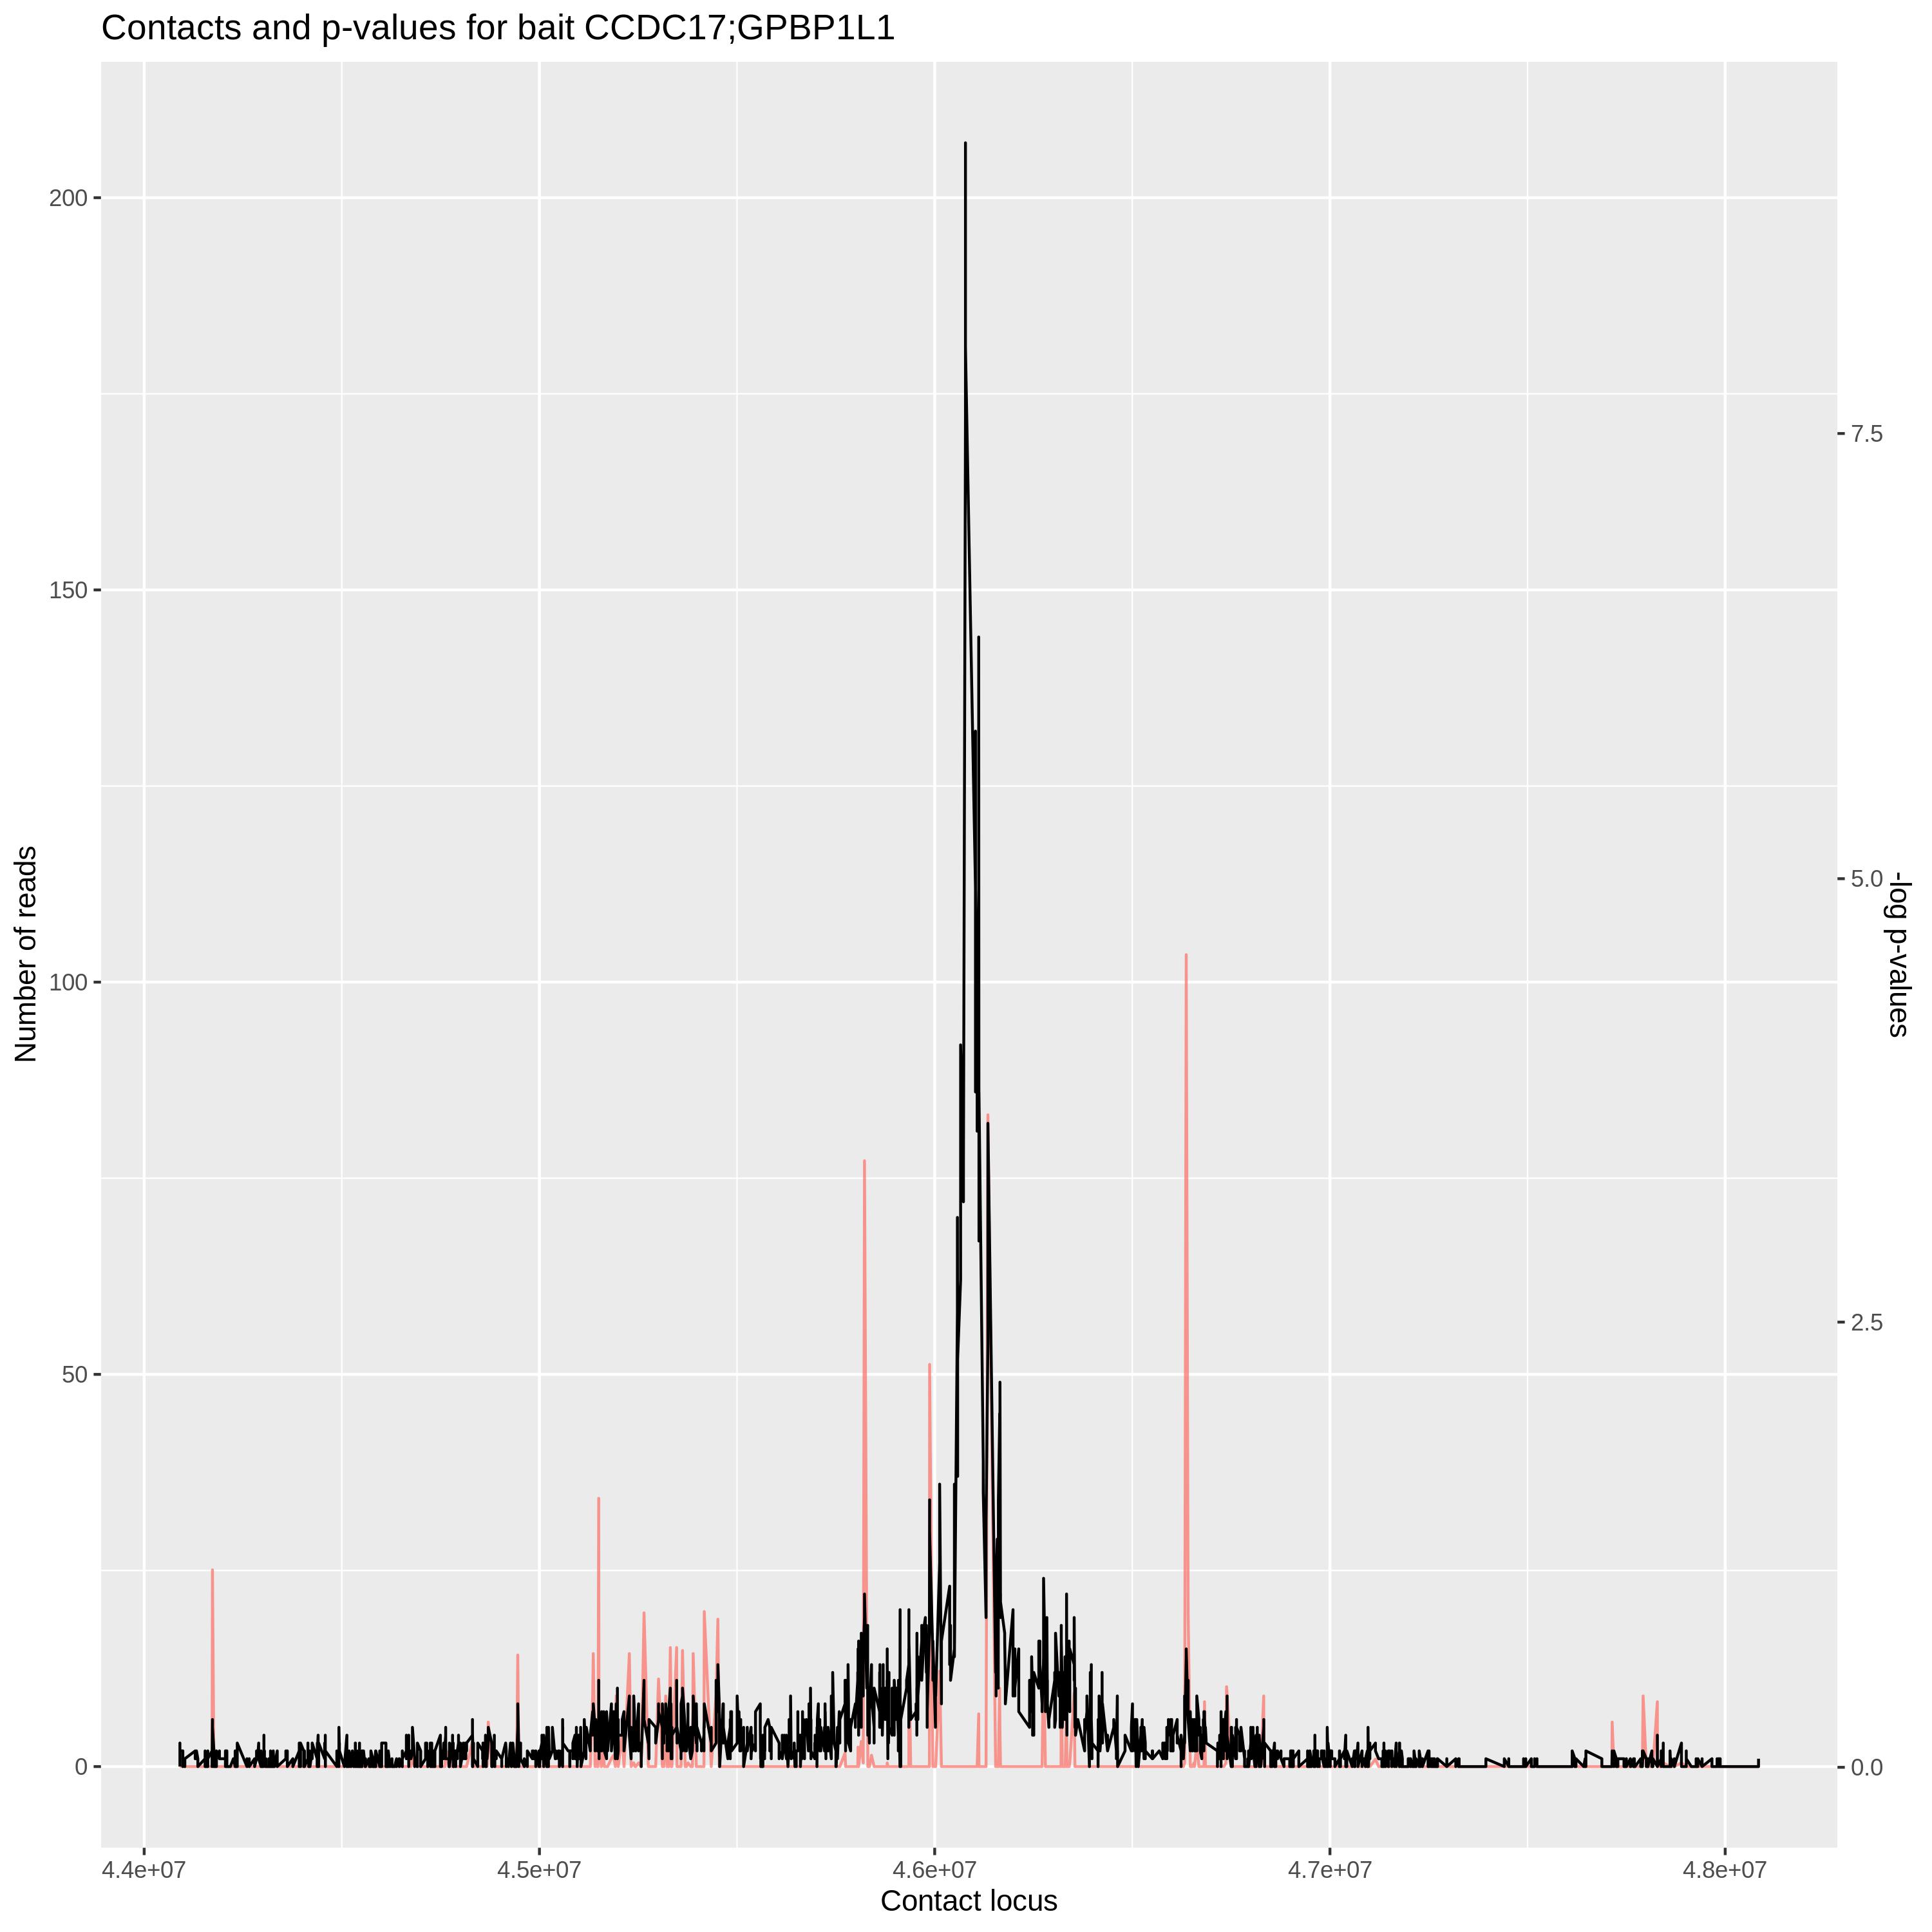 Contacts and p-values for bait CCDC17;GPBP1L1
200
150
100
50
0
Number of reads
7.5
5.0
2.5
0.0
-log p-values
4.4e+07
4.5e+07
4.6e+07
4.7e+07
4.8e+07
Contact locus